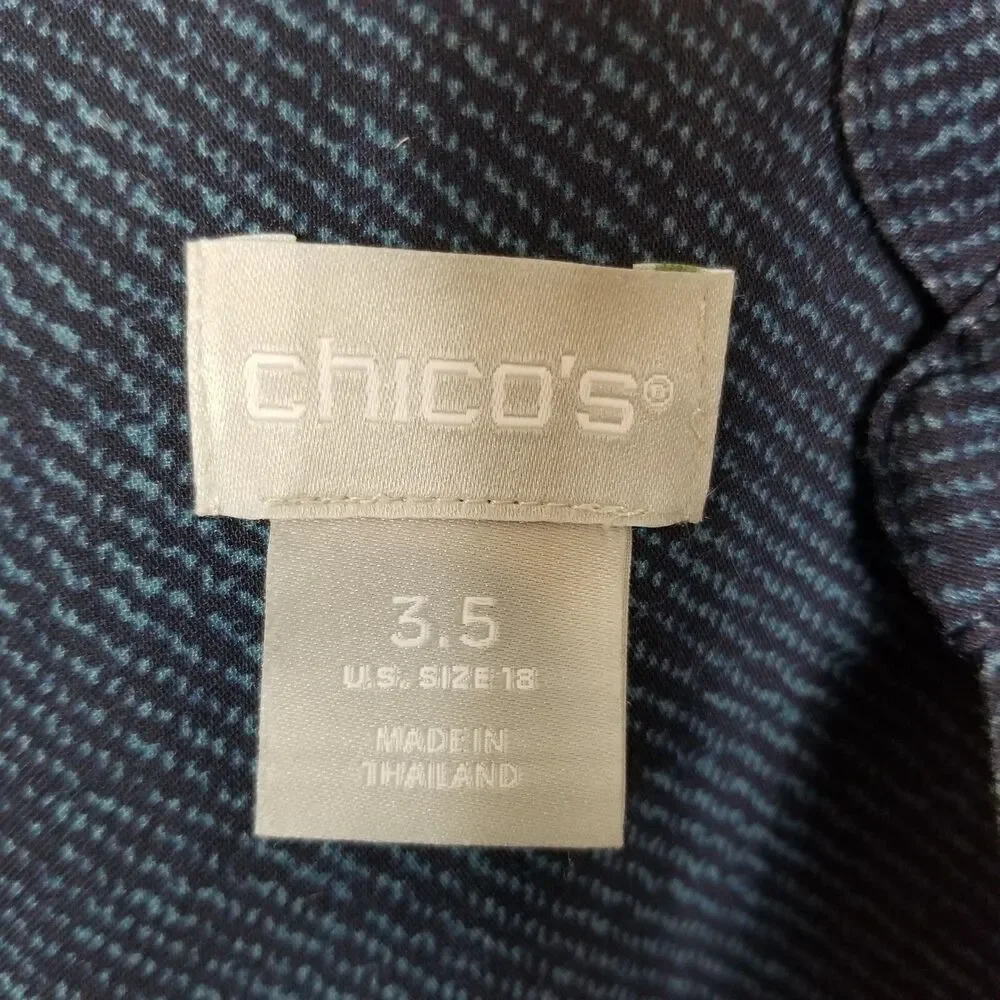 chico's®
3.5
U.S. SIZE 18
MADE IN
THAILAND